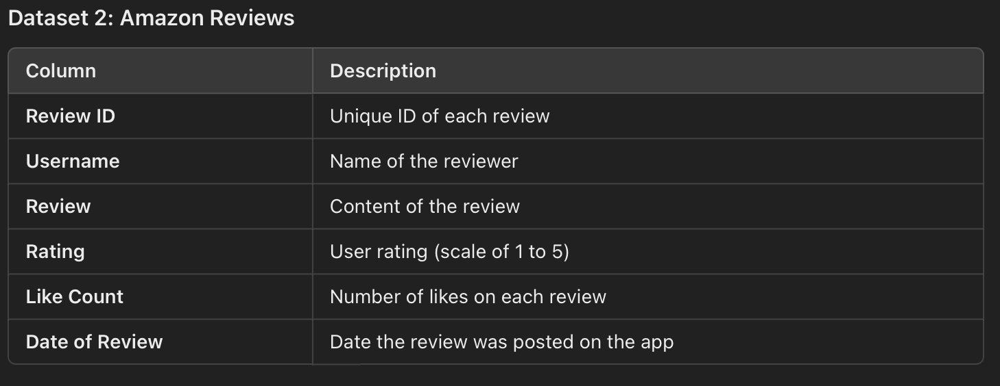 Dataset 2: Amazon Reviews
Column Description
Review ID Unique ID of each review
Username Name of the reviewer
Review Content of the review
Rating User rating (scale of 1 to 5)
Like Count Number of likes on each review
Date of Review Date the review was posted on the app